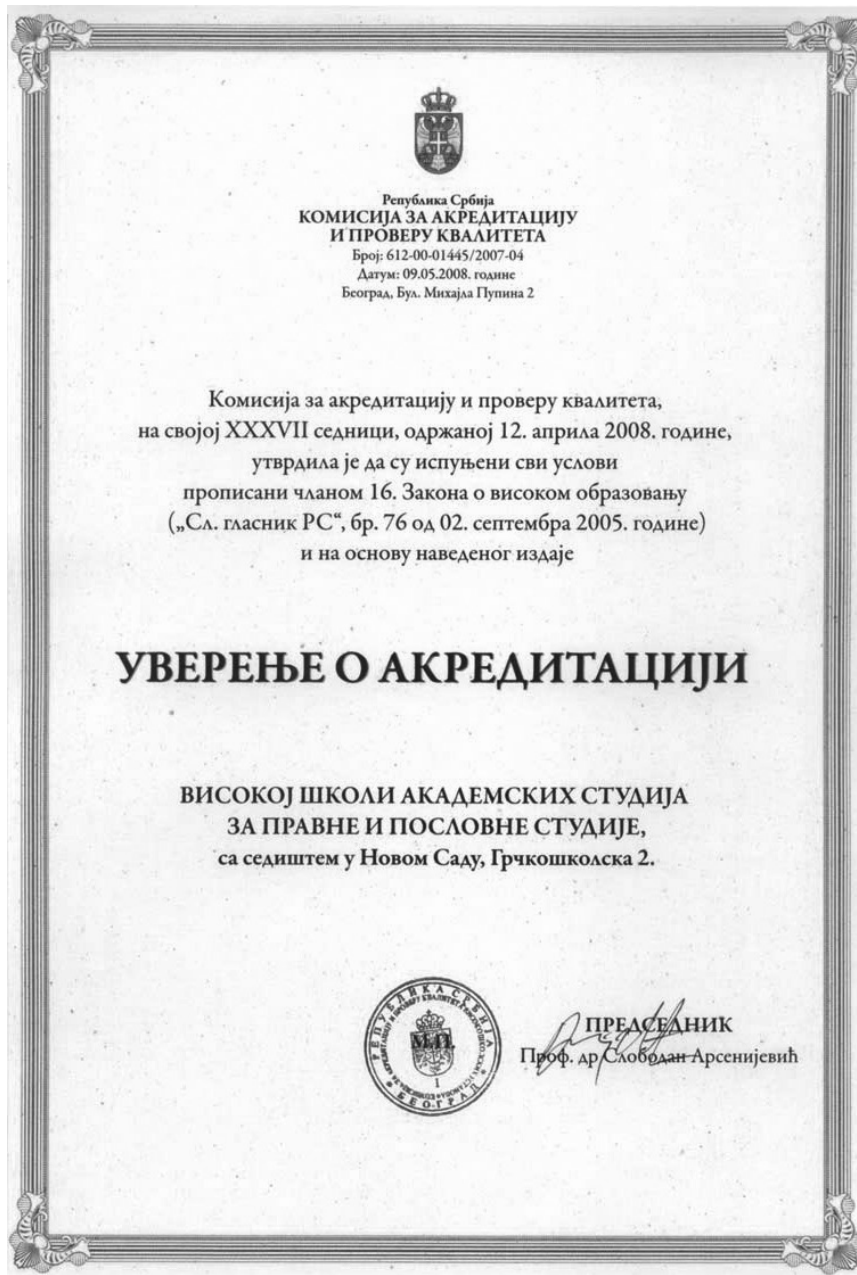 Република Србија
КОМИСИЈА ЗА АКРЕДИТАЦИЈУ
И ПРОВЕРУ КВАЛИТЕТА
Број: 612-00-01445/2007-04
Датум: 09.05.2008. године
Београд, Бул. Михајла Пупина 2
Комисија за акредитацију и проверу квалитета,
на својој XXXVII седници, одржаној 12. априла 2008. године,
утврдила је да су испуњени сви услови
прописани чланом 16. Закона о високом образовању
(„Сл. гласник РС“, бр. 76 од 02. септембра 2005. године)
и на основу наведеног издаје
УВЕРЕЊЕ О АКРЕДИТАЦИЈИ
ВИСОКОЈ ШКОЛИ АКАДЕМСКИХ СТУДИЈА
ЗА ПРАВНЕ И ПОСЛОВНЕ СТУДИЈЕ,
са седиштем у Новом Саду, Грчкошколска 2.
РЕПУБЛИКА СРБИЈА
М.П.
1
БЕОГРАД
ПРЕДСЕДНИК
Проф. др Слободан Арсенијевић